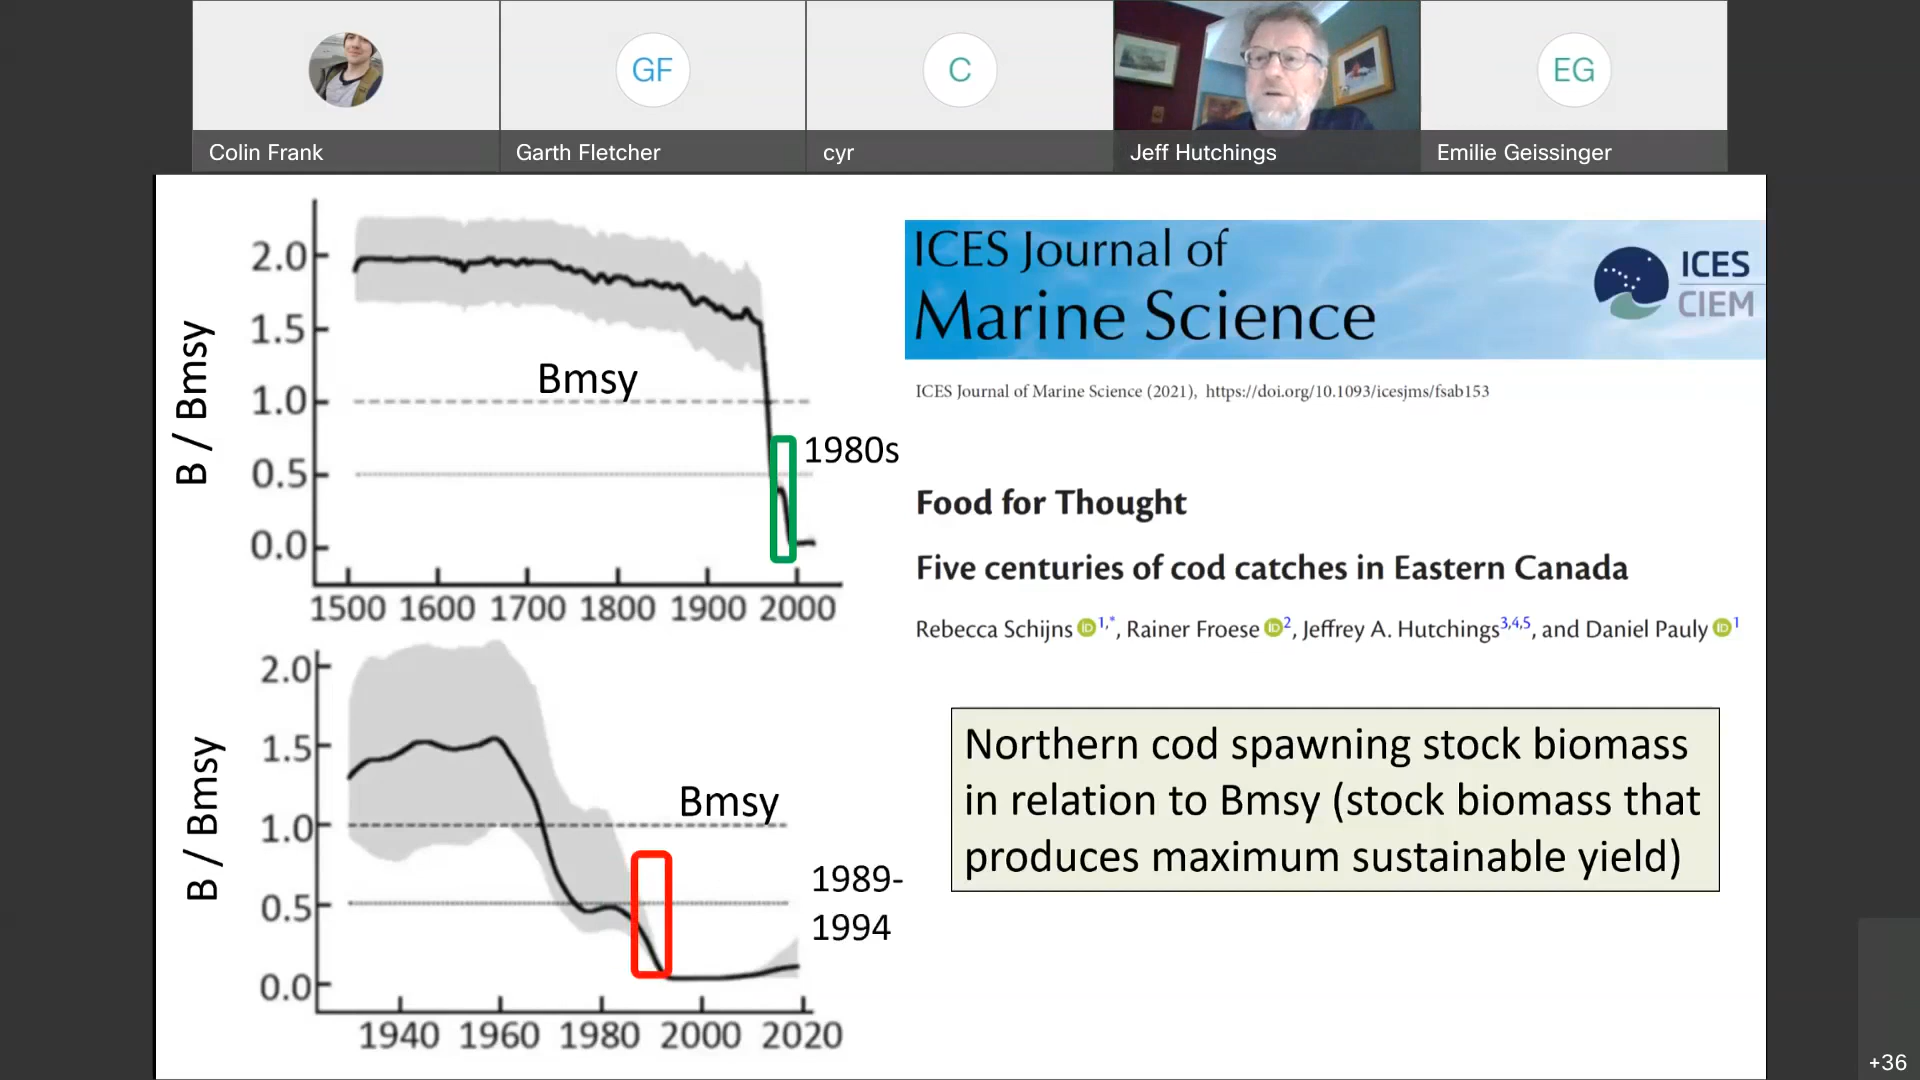 GF
C
EG
Colin Frank
Garth Fletcher
cyr
Jeff Hutchings
Emilie Geissinger
B / Bmsy
2.0
1.5
1.0
0.5
0.0
Bmsy
1980s
1500 1600 1700 1800 1900 2000
B / Bmsy
2.0
1.5
1.0
0.5
0.0
Bmsy
1989-
1994
1940 1960 1980 2000 2020
ICES Journal of
Marine Science
ICES
CIEM
ICES Journal of Marine Science (2021), https://doi.org/10.1093/icesjms/fsab153
Food for Thought
Five centuries of cod catches in Eastern Canada
Rebecca Schijns iD 1,*, Rainer Froese iD 2, Jeffrey A. Hutchings3,4,5, and Daniel Pauly iD 1
Northern cod spawning stock biomass
in relation to Bmsy (stock biomass that
produces maximum sustainable yield)
+36